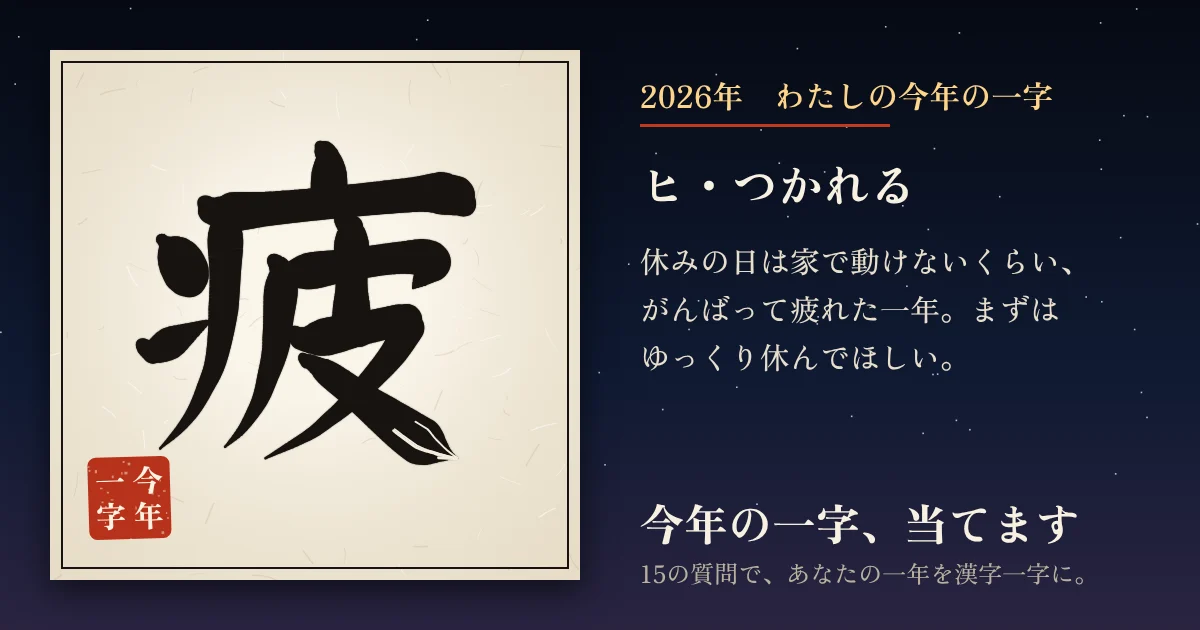 疲
今年
一字
2026年　わたしの今年の一字
ヒ・つかれる
休みの日は家で動けないくらい、
がんばって疲れた一年。まずは
ゆっくり休んでほしい。
今年の一字、当てます
15の質問で、あなたの一年を漢字一字に。